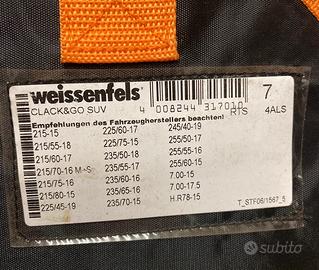 weissenfels®
CLACK&GO SUV
4 008244 317010
RTS
7
4ALS
Empfehlungen des Fahrzeugherstellers beachten!
215-15 225/60-17 245/40-19
215/55-18 225/75-15 255/50-17
215/60-17 235/50-18 255/55-16
215/70-16 M-S 235/55-17 255/60-15
215/75-16 235/60-16 7.00-15
215/80-15 235/65-16 7.00-17.5
225/45-19 235/70-15 H.R78-15
T_STF06/1567_5
subito